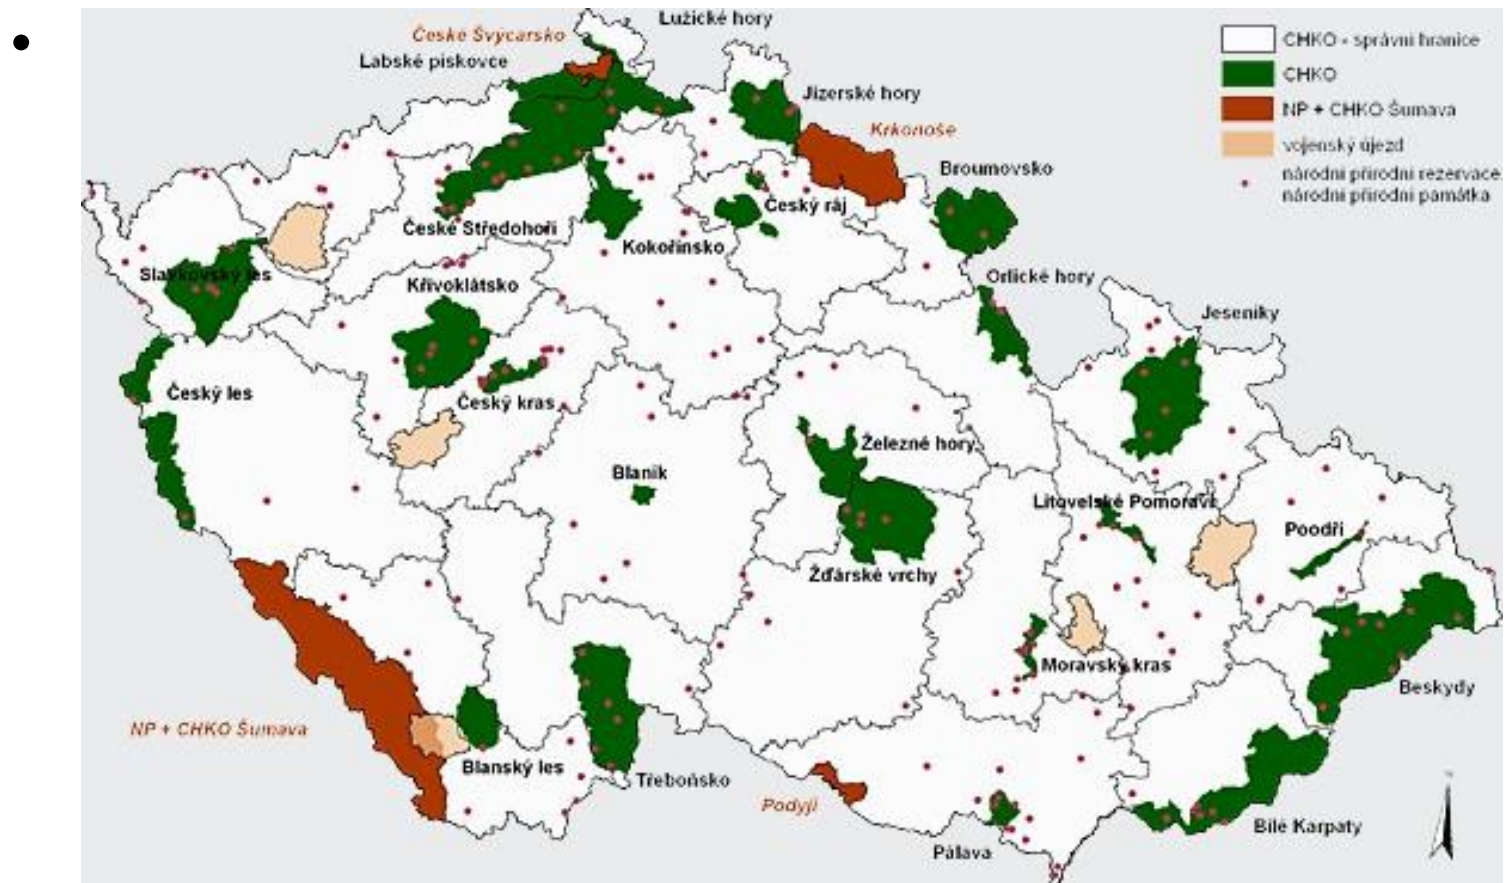 •
České Švýcarsko
Lužické hory
Labské pískovce
Jizerské hory
Krkonoše
Broumovsko
České Středohoří
Kokořínsko
Český ráj
Slavkovský les
Křivoklátsko
Orlické hory
Jeseníky
Český les
Český kras
Železné hory
Blaník
Litovelské Pomoraví
Poodří
Žďárské vrchy
Moravský kras
Beskydy
NP + CHKO Šumava
Blanský les
Třeboňsko
Podyjí
Pálava
Bílé Karpaty
CHKO - správní hranice
CHKO
NP + CHKO Šumava
vojenský újezd
národní přírodní rezervace
národní přírodní památka